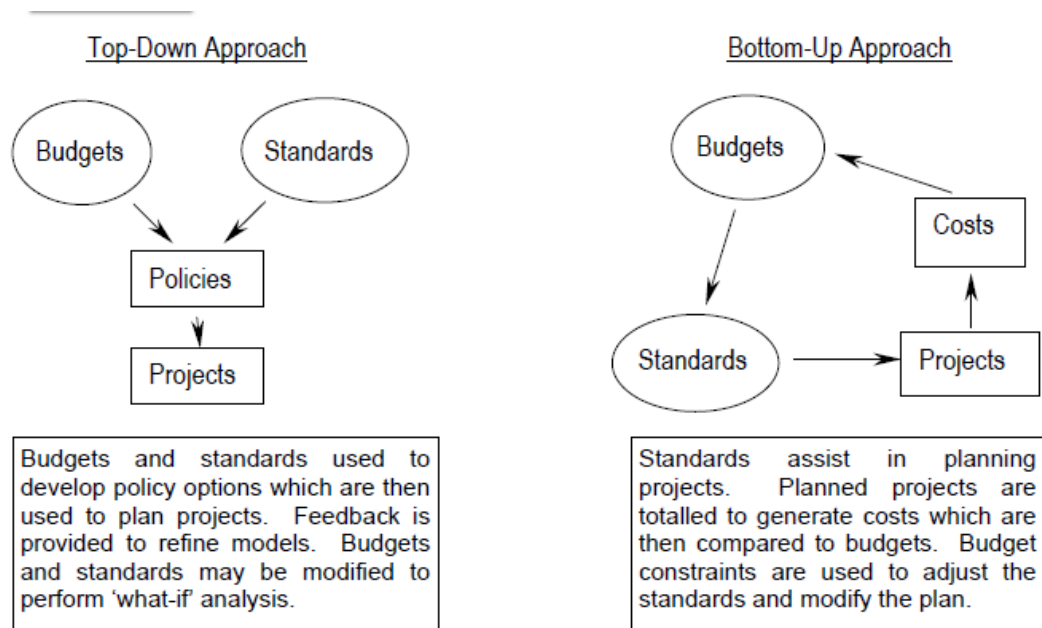 Top-Down Approach
Budgets
Standards
Policies
Projects
Budgets and standards used to
develop policy options which are then
used to plan projects. Feedback is
provided to refine models. Budgets
and standards may be modified to
perform ‘what-if’ analysis.
Bottom-Up Approach
Budgets
Costs
Standards
Projects
Standards assist in planning
projects. Planned projects are
totalled to generate costs which are
then compared to budgets. Budget
constraints are used to adjust the
standards and modify the plan.